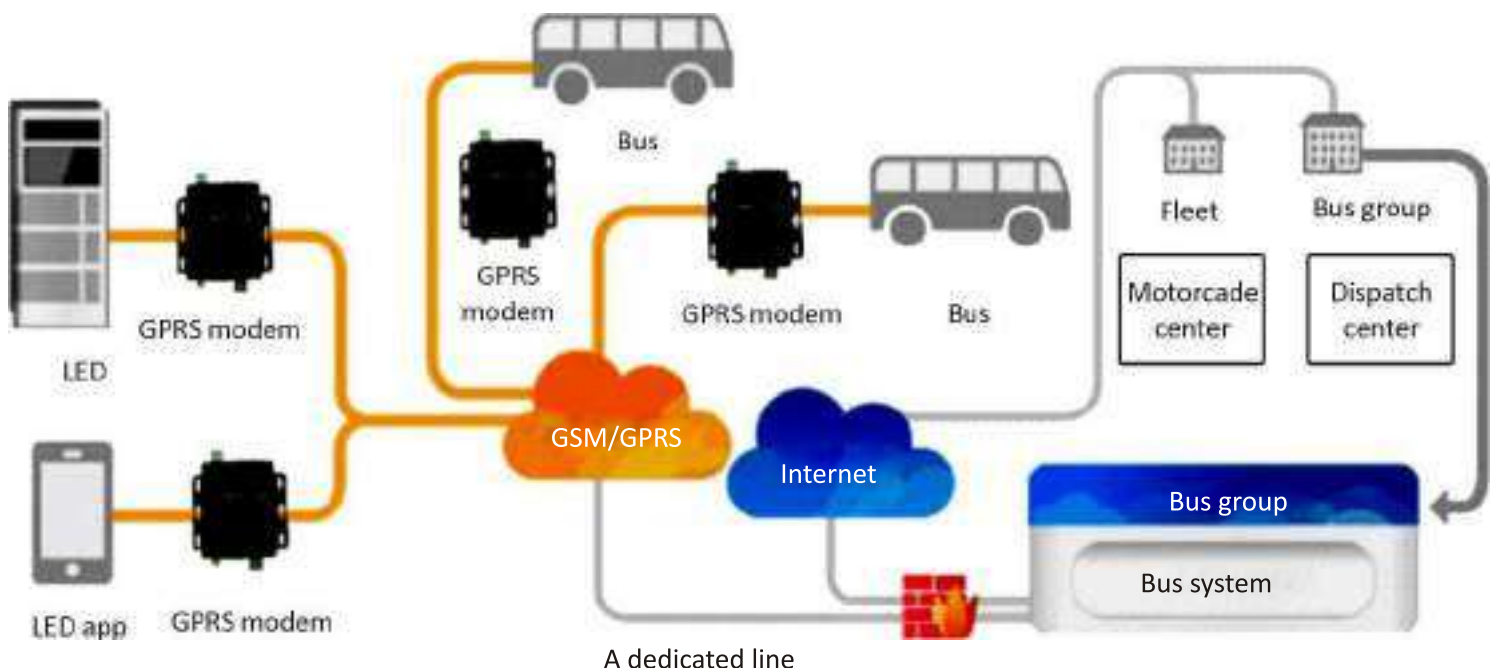 Bus
GPRS modem
LED
GPRS
modem
GPRS modem
Bus
Fleet
Bus group
Motorcade
center
Dispatch
center
GSM/GPRS
Internet
Bus group
Bus system
LED app
GPRS modem
A dedicated line